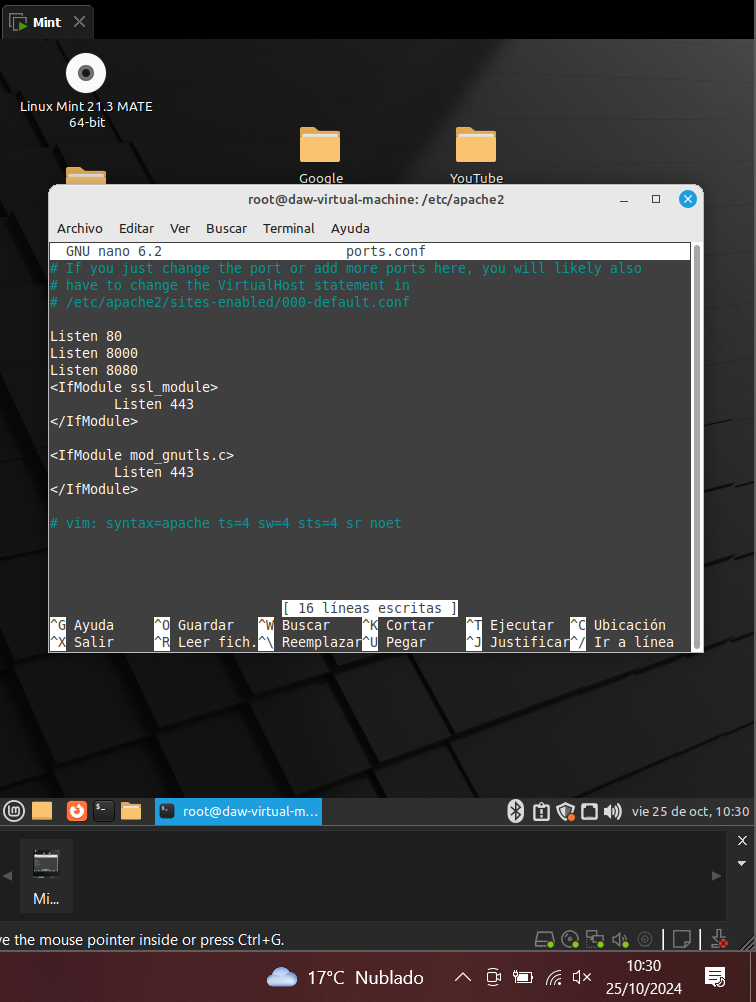 Mint
Linux Mint 21.3 MATE
64-bit
Google
YouTube
root@daw-virtual-machine: /etc/apache2
Archivo Editar Ver Buscar Terminal Ayuda
GNU nano 6.2 ports.conf
# If you just change the port or add more ports here, you will likely also
# have to change the VirtualHost statement in
# /etc/apache2/sites-enabled/000-default.conf
Listen 80
Listen 8000
Listen 8080
<IfModule ssl_module>
Listen 443
</IfModule>
<IfModule mod_gnutls.c>
Listen 443
</IfModule>
# vim: syntax=apache ts=4 sw=4 sts=4 sr noet
[ 16 líneas escritas ]
^G Ayuda ^O Guardar ^W Buscar ^K Cortar ^T Ejecutar ^C Ubicación
^X Salir ^R Leer fich. ^\ Reemplazar ^U Pegar ^J Justificar ^/ Ir a línea
root@daw-virtual-m... vie 25 de oct, 10:30
Mi...
ve the mouse pointer inside or press Ctrl+G.
17°C Nublado
10:30
25/10/2024